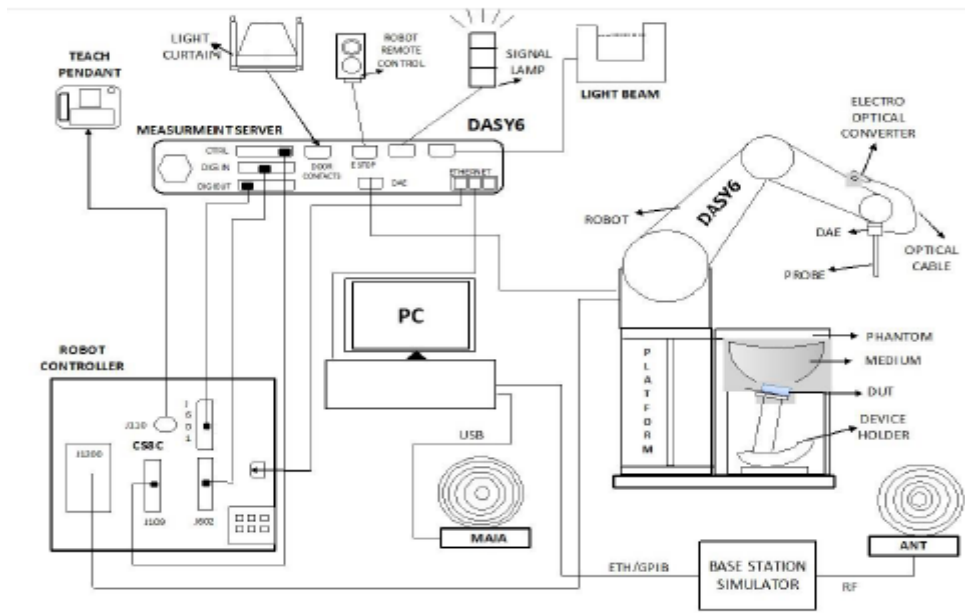 LIGHT
CURTAIN
ROBOT
REMOTE
CONTROL
SIGNAL
LAMP
LIGHT BEAM
TEACH
PENDANT
MEASURMENT SERVER
DASY6
CTRL
DIGI IN
DIGI OUT
DOOR
CONTACTS
E STOP
DAE
ETHERNET
ELECTRO
OPTICAL
CONVERTER
ROBOT
DASY6
DAE
OPTICAL
CABLE
PROBE
PC
PLATFORM
PHANTOM
MEDIUM
DUT
DEVICE
HOLDER
ROBOT
CONTROLLER
J110
CS8C
J1200
J109
J602
USB
MAIA
ETH/GPIB
BASE STATION
SIMULATOR
RF
ANT